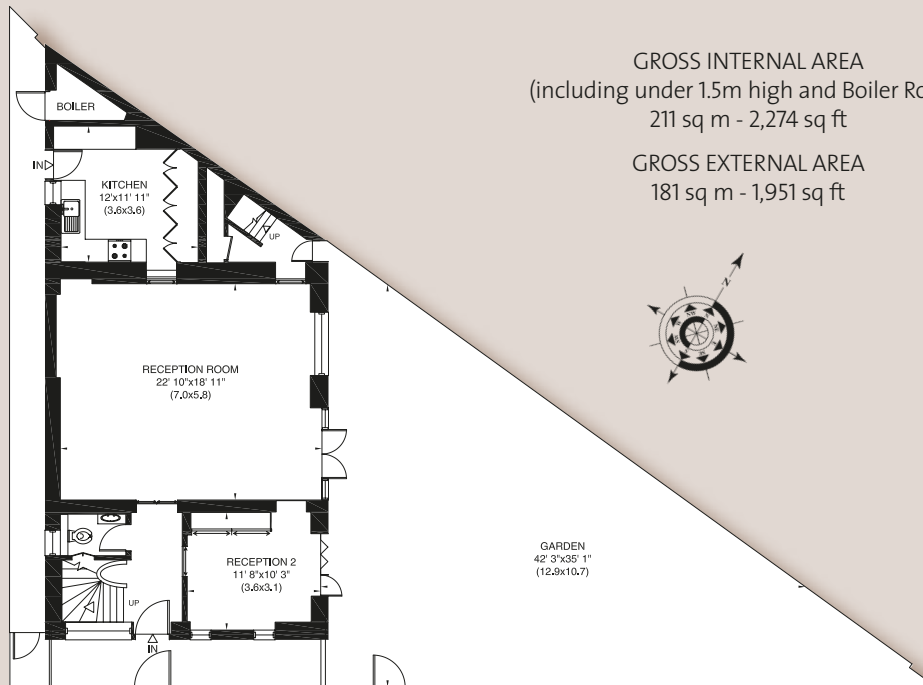 GROSS INTERNAL AREA
(including under 1.5m high and Boiler Ro
211 sq m - 2,274 sq ft
GROSS EXTERNAL AREA
181 sq m - 1,951 sq ft
BOILER
IN
KITCHEN
12'x11' 11"
(3.6x3.6)
UP
N
RECEPTION ROOM
22' 10"x18' 11"
(7.0x5.8)
RECEPTION 2
11' 8"x10' 3"
(3.6x3.1)
GARDEN
42' 3"x35' 1"
(12.9x10.7)
UP
IN